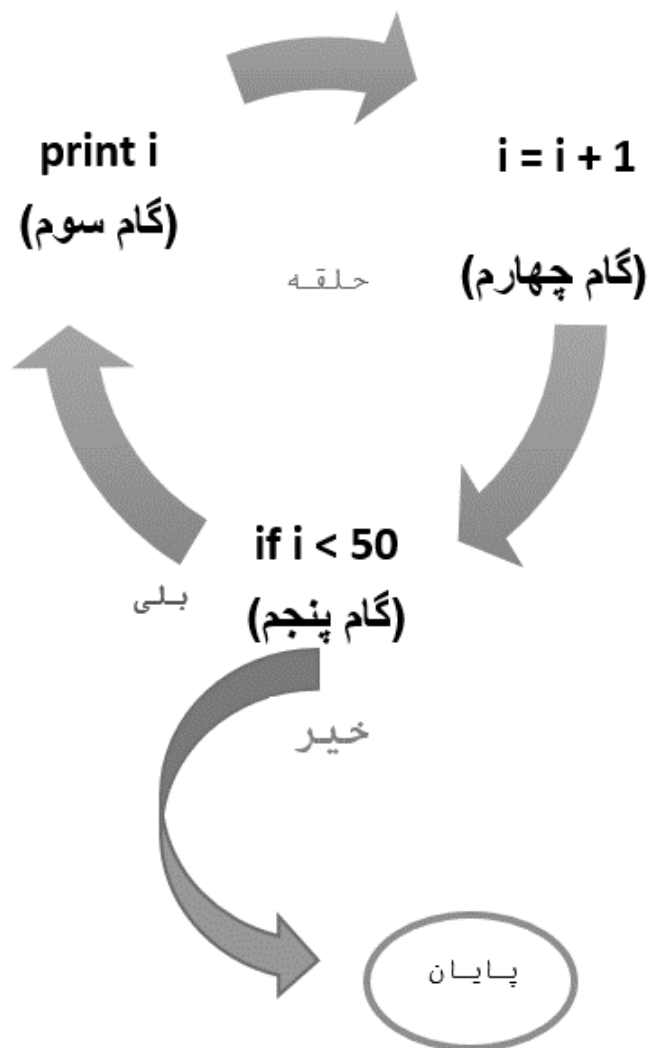 print i
(گام سوم)
i = i + 1
(گام چهارم)
حلقه
if i < 50
(گام پنجم)
بلی
خیر
پایان